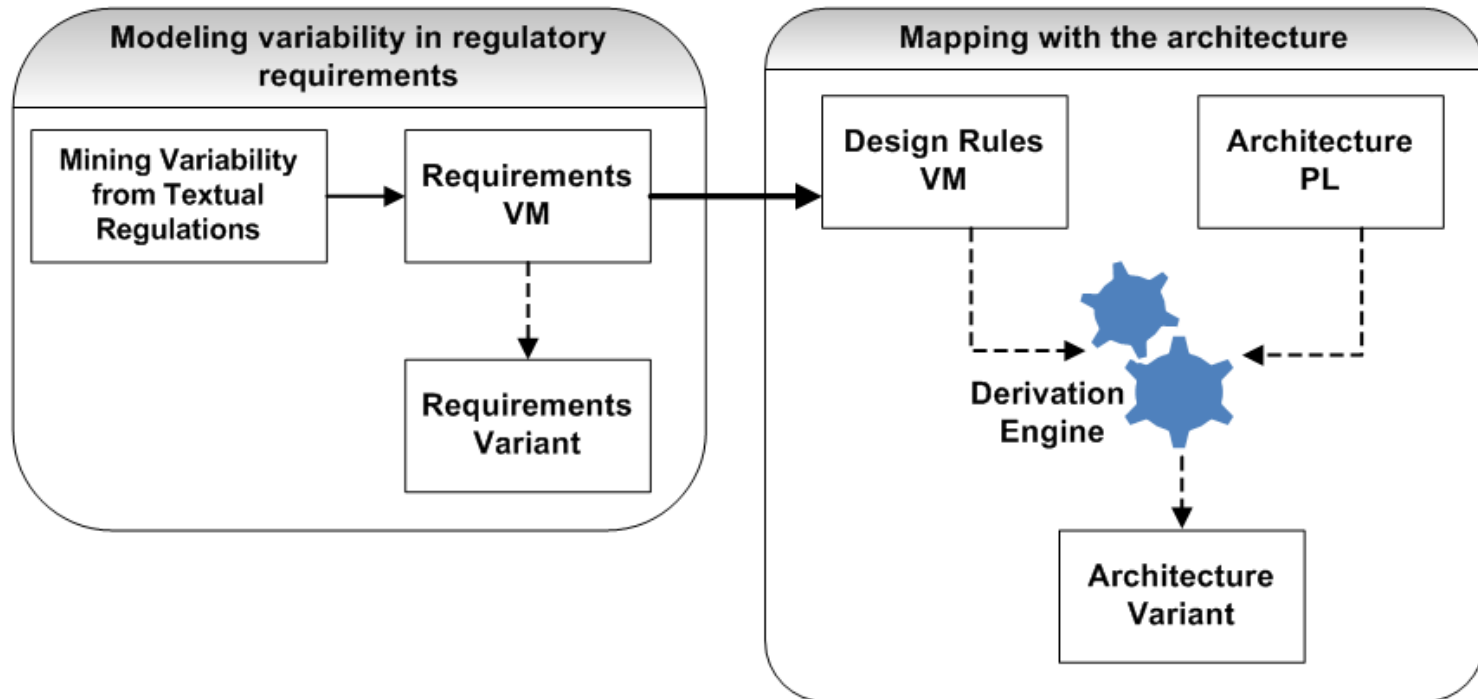 Modeling variability in regulatory
requirements
Mining Variability
from Textual
Regulations
Requirements
VM
Requirements
Variant
Mapping with the architecture
Design Rules
VM
Architecture
PL
Derivation
Engine
Architecture
Variant